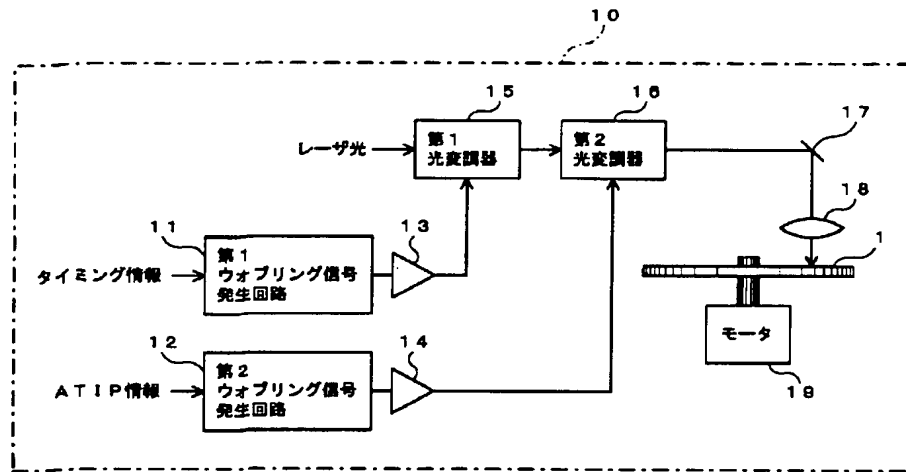 １０
１５
１６
１７
レーザ光
第１
光変調器
第２
光変調器
１８
１１
１３
１
タイミング情報
第１
ウォブリング信号
発生回路
モータ
１２
１４
１９
ＡＴＩＰ情報
第２
ウォブリング信号
発生回路